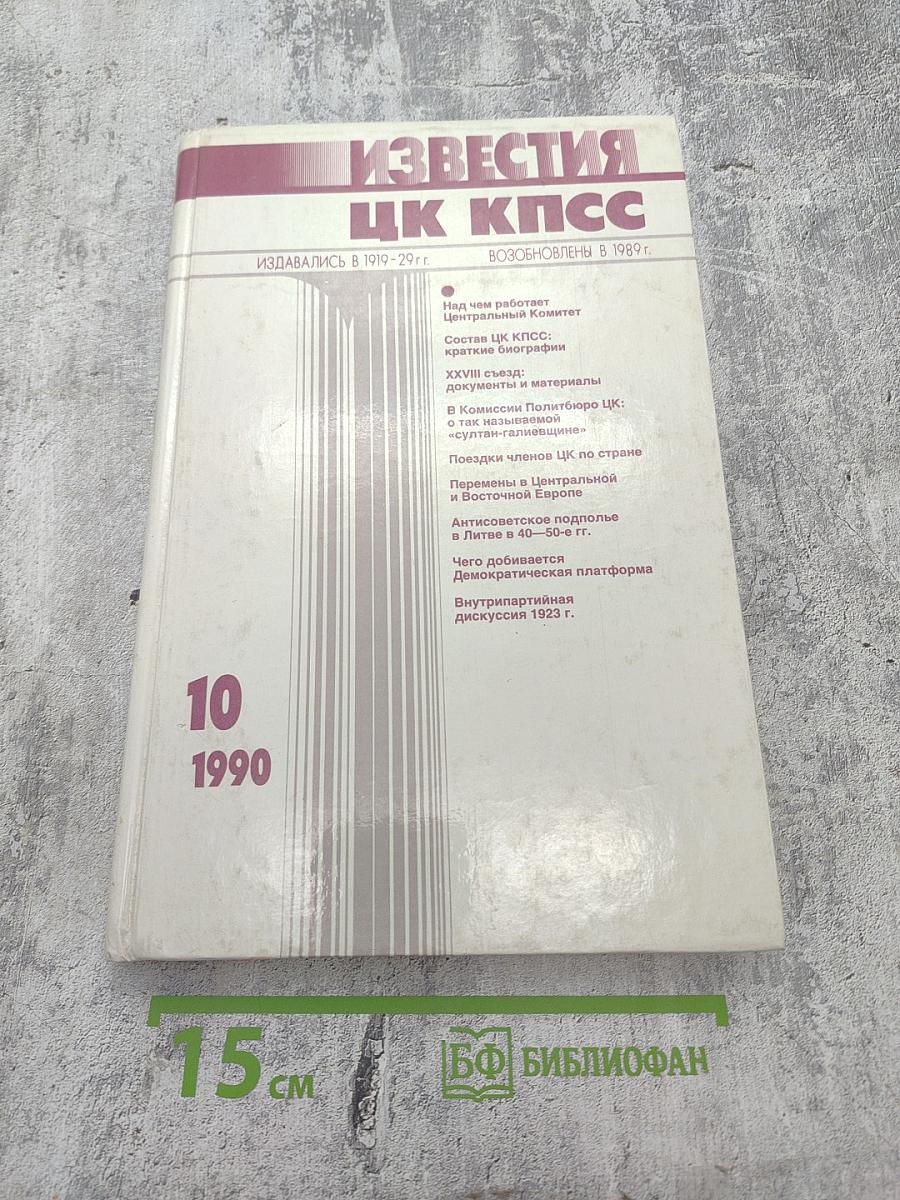 ИЗВЕСТИЯ
ЦК КПСС
ИЗДАВАЛИСЬ В 1919-29 г г. ВОЗОБНОВЛЕНЫ В 1989 г.
Над чем работает
Центральный Комитет
Состав ЦК КПСС:
краткие биографии
XXVIII съезд:
документы и материалы
В Комиссии Политбюро ЦК:
о так называемой
«султан-галиевщине»
Поездки членов ЦК по стране
Перемены в Центральной
и Восточной Европе
Антисоветское подполье
в Литве в 40—50-е гг.
Чего добивается
Демократическая платформа
Внутрипартийная
дискуссия 1923 г.
10
1990
15 см
БФ БИБЛИОФАН